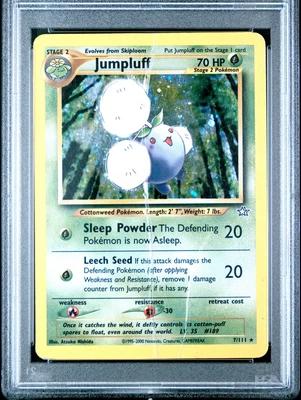 STAGE 2 Evolves from Skiploom Put Jumpluff on the Stage 1 card
Jumpluff 70 HP
Stage 2 Pokémon
Cottonweed Pokémon. Length: 2' 7", Weight: 7 lbs.
Sleep Powder The Defending 20
Pokémon is now Asleep.
Leech Seed If this attack damages the
Defending Pokémon (after applying 20
Weakness and Resistance), remove 1 damage
counter from Jumpluff, if it has any.
weakness resistance retreat cost
-30
Once it catches the wind, it deftly controls its cotton-puff
spores to float, even around the world. LV. 35 #189
Illus. Atsuko Nishida ©1995-2000 Nintendo, Creatures, GAMEFREAK. 7/111 ★